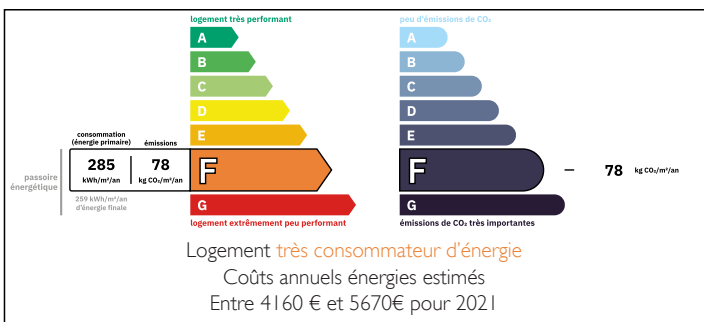 logement très performant
peu d'émissions de CO₂
A
B
C
D
E
F
G
consommation
(énergie primaire)
émissions
285
78
kWh/m²/an
kg CO₂/m²/an
passoire
énergétique
259 kWh/m²/an
d'énergie finale
logement extrêmement peu performant
A
B
C
D
E
F
G
78 kg CO₂/m²/an
émissions de CO₂ très importantes
Logement très consommateur d'énergie
Coûts annuels énergies estimés
Entre 4160 € et 5670€ pour 2021